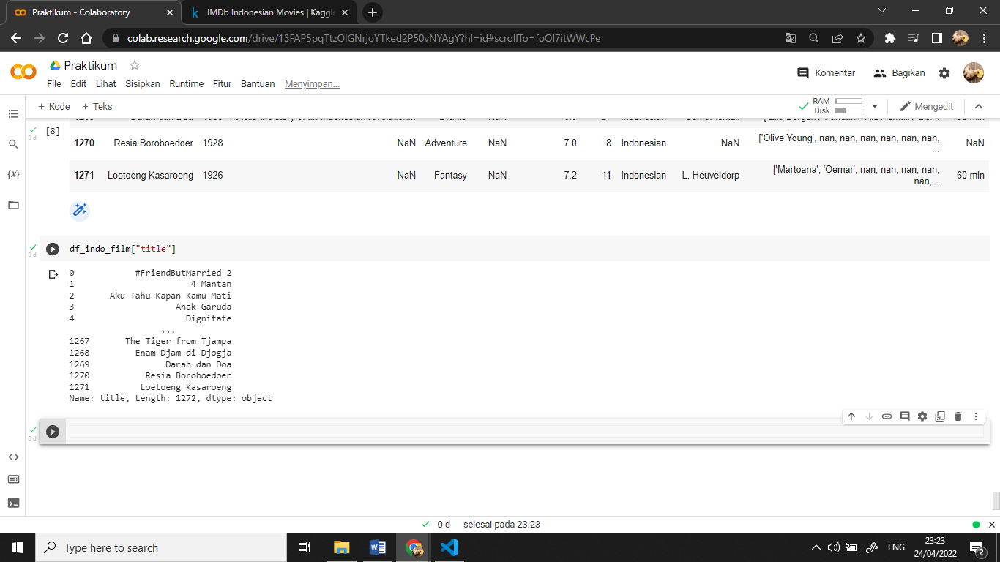 Praktikum - Colaboratory
IMDb Indonesian Movies | Kaggle
colab.research.google.com/drive/13FAP5pqTtzQlGNrjoYTked2P50vNYAgY?hl=id#scrollTo=foOl7itWWcPe
Praktikum
Komentar
Bagikan
File Edit Lihat Sisipkan Runtime Fitur Bantuan Menyimpan...
+ Kode + Teks
RAM
Disk
Mengedit
[8]
0 d
1270 Resia Boroboedoer 1928 NaN Adventure NaN 7.0 8 Indonesian NaN ['Olive Young', nan, nan, nan, nan, nan, nan, NaN
...
1271 Loetoeng Kasaroeng 1926 NaN Fantasy NaN 7.2 11 Indonesian L. Heuveldorp ['Martoana', 'Oemar', nan, nan, nan, nan, 60 min
nan,...
df_indo_film["title"]
0 d
0 #FriendButMarried 2
1 4 Mantan
2 Aku Tahu Kapan Kamu Mati
3 Anak Garuda
4 Dignitate
...
1267 The Tiger from Tjampa
1268 Enam Djam di Djogja
1269 Darah dan Doa
1270 Resia Boroboedoer
1271 Loetoeng Kasaroeng
Name: title, Length: 1272, dtype: object
0 d
0 d selesai pada 23.23
Type here to search
ENG
23:23
24/04/2022
2